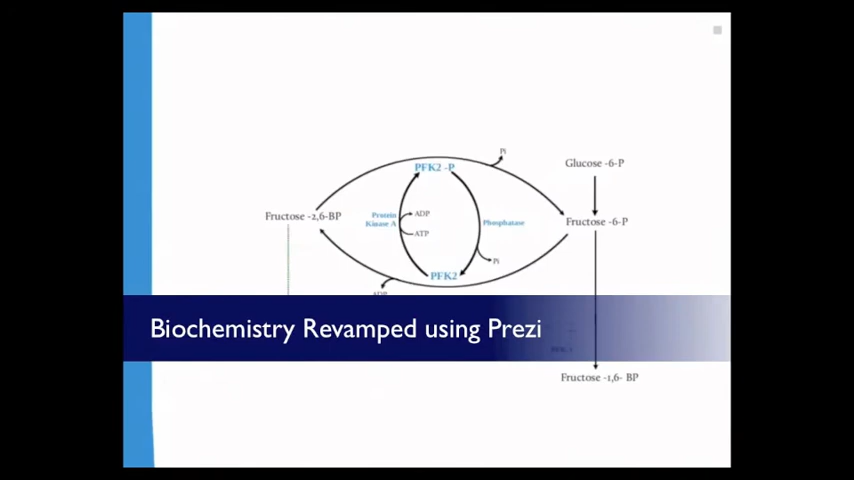 Pi
PFK2 -P
Glucose -6-P
Fructose -2,6-BP
Protein
Kinase A
ADP
ATP
Phosphatase
Fructose -6-P
Pi
PFK2
ADP
Biochemistry Revamped using Prezi
Fructose -1,6- BP